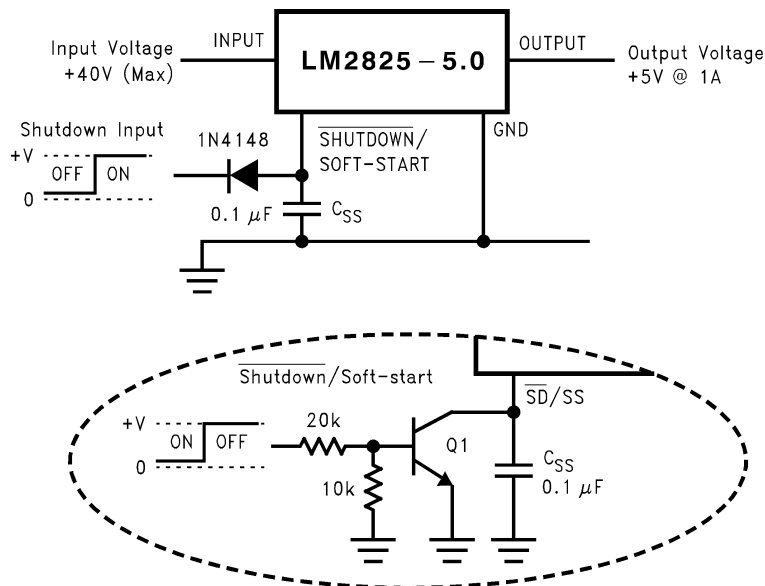 Input Voltage
+40V (Max)
INPUT
LM2825 – 5.0
OUTPUT
Output Voltage
+5V @ 1A
Shutdown Input
+V
OFF
ON
0
1N4148
SHUTDOWN/
SOFT-START
GND
0.1 μF
CSS
Shutdown/Soft-start
SD/SS
+V
ON
OFF
0
20k
10k
Q1
CSS
0.1 μF